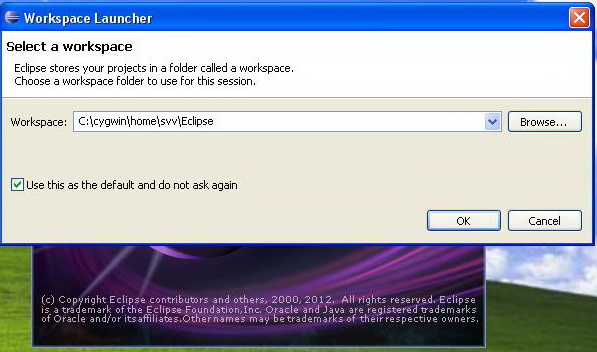 Workspace Launcher
Select a workspace
Eclipse stores your projects in a folder called a workspace.
Choose a workspace folder to use for this session.
Workspace: C:\cygwin\home\svv\Eclipse Browse...
Use this as the default and do not ask again
OK Cancel
(c) Copyright Eclipse contributors and others, 2000, 2012. All rights reserved. Eclipse
is a trademark of the Eclipse Foundation,Inc. Oracle and Java are registered trademarks
of Oracle and/or itsaffiliates.Other names may be trademarks of their respective owners.